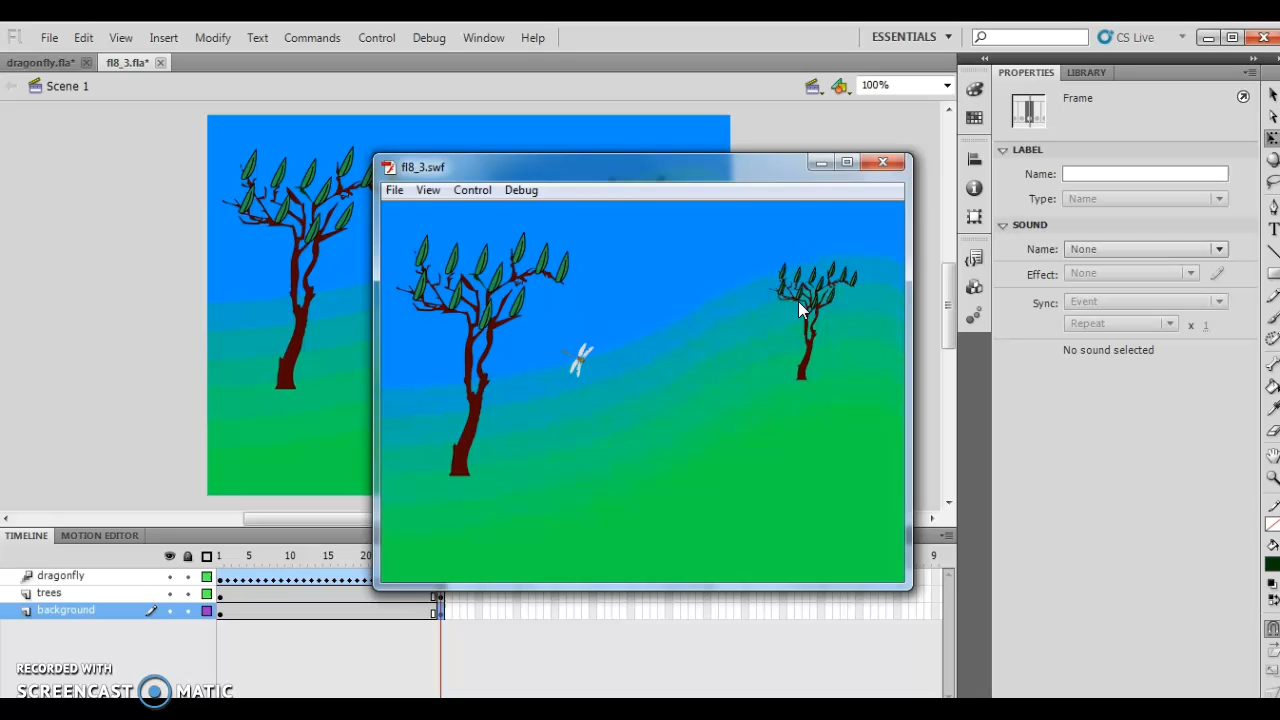 Fl File Edit View Insert Modify Text Commands Control Debug Window Help ESSENTIALS CS Live
dragonfly.fla* fl8_3.fla* PROPERTIES LIBRARY
Scene 1 100%
Frame
LABEL
Name:
Type: Name
SOUND
Name: None
Effect: None
Sync: Event
Repeat x 1
No sound selected
fl8_3.swf
File View Control Debug
TIMELINE MOTION EDITOR
1 5 10 15 20 9
dragonfly
trees
background
RECORDED WITH
SCREENCAST MATIC